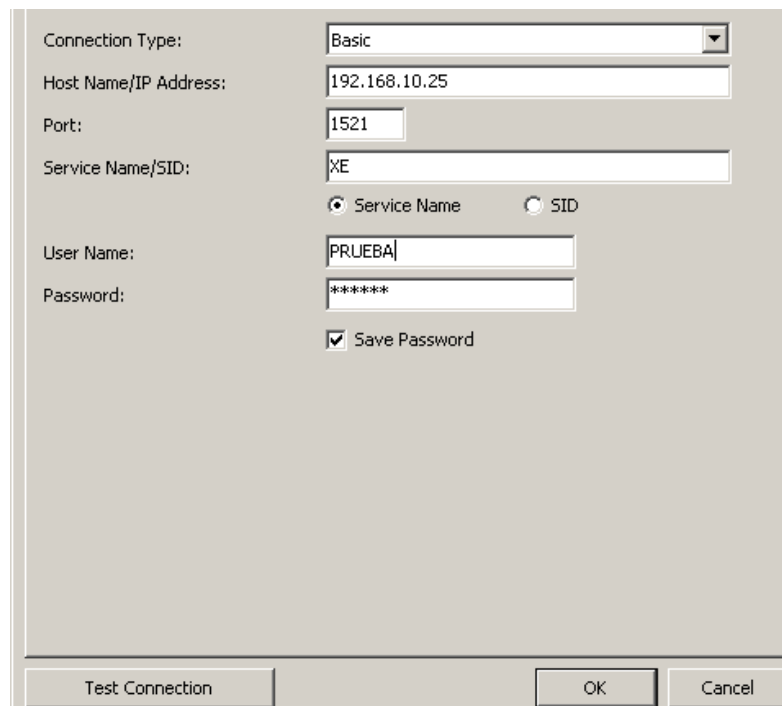 Connection Type: Basic
Host Name/IP Address: 192.168.10.25
Port: 1521
Service Name/SID: XE
Service Name SID
User Name: PRUEBA
Password: ******
Save Password
Test Connection OK Cancel